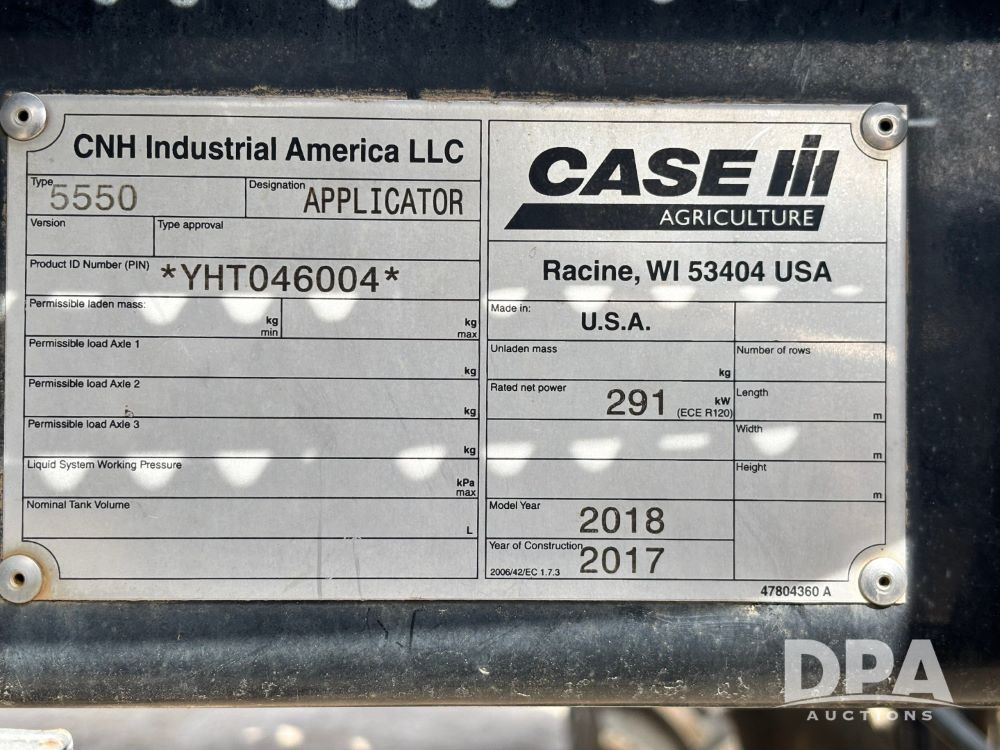 CNH Industrial America LLC
Type 5550
Designation APPLICATOR
Version
Type approval
Product ID Number (PIN) *YHT046004*
Permissible laden mass:
kg min
kg max
Permissible load Axle 1
kg
Permissible load Axle 2
kg
Permissible load Axle 3
kg
Liquid System Working Pressure
kPa max
Nominal Tank Volume
L
CASE IH
AGRICULTURE
Racine, WI 53404 USA
Made in:
U.S.A.
Unladen mass
kg
Number of rows
Rated net power 291 kW (ECE R120)
Length
m
Width
m
Height
m
Model Year 2018
Year of Construction 2017
2006/42/EC 1.7.3
47804360 A
DPA
AUCTIONS